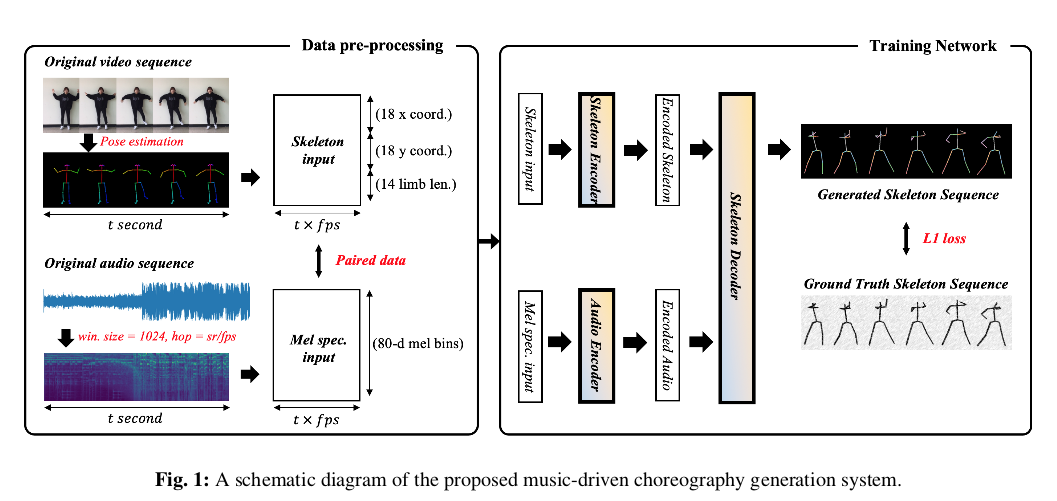 Data pre-processing
Original video sequence
Pose estimation
t second
Skeleton
input
(18 x coord.)
(18 y coord.)
(14 limb len.)
t × fps
Paired data
Original audio sequence
win. size = 1024, hop = sr/fps
t second
Mel spec.
input
(80-d mel bins)
t × fps
Training Network
Skeleton input
Skeleton Encoder
Encoded Skeleton
Mel spec. input
Audio Encoder
Encoded Audio
Skeleton Decoder
Generated Skeleton Sequence
L1 loss
Ground Truth Skeleton Sequence
Fig. 1: A schematic diagram of the proposed music-driven choreography generation system.